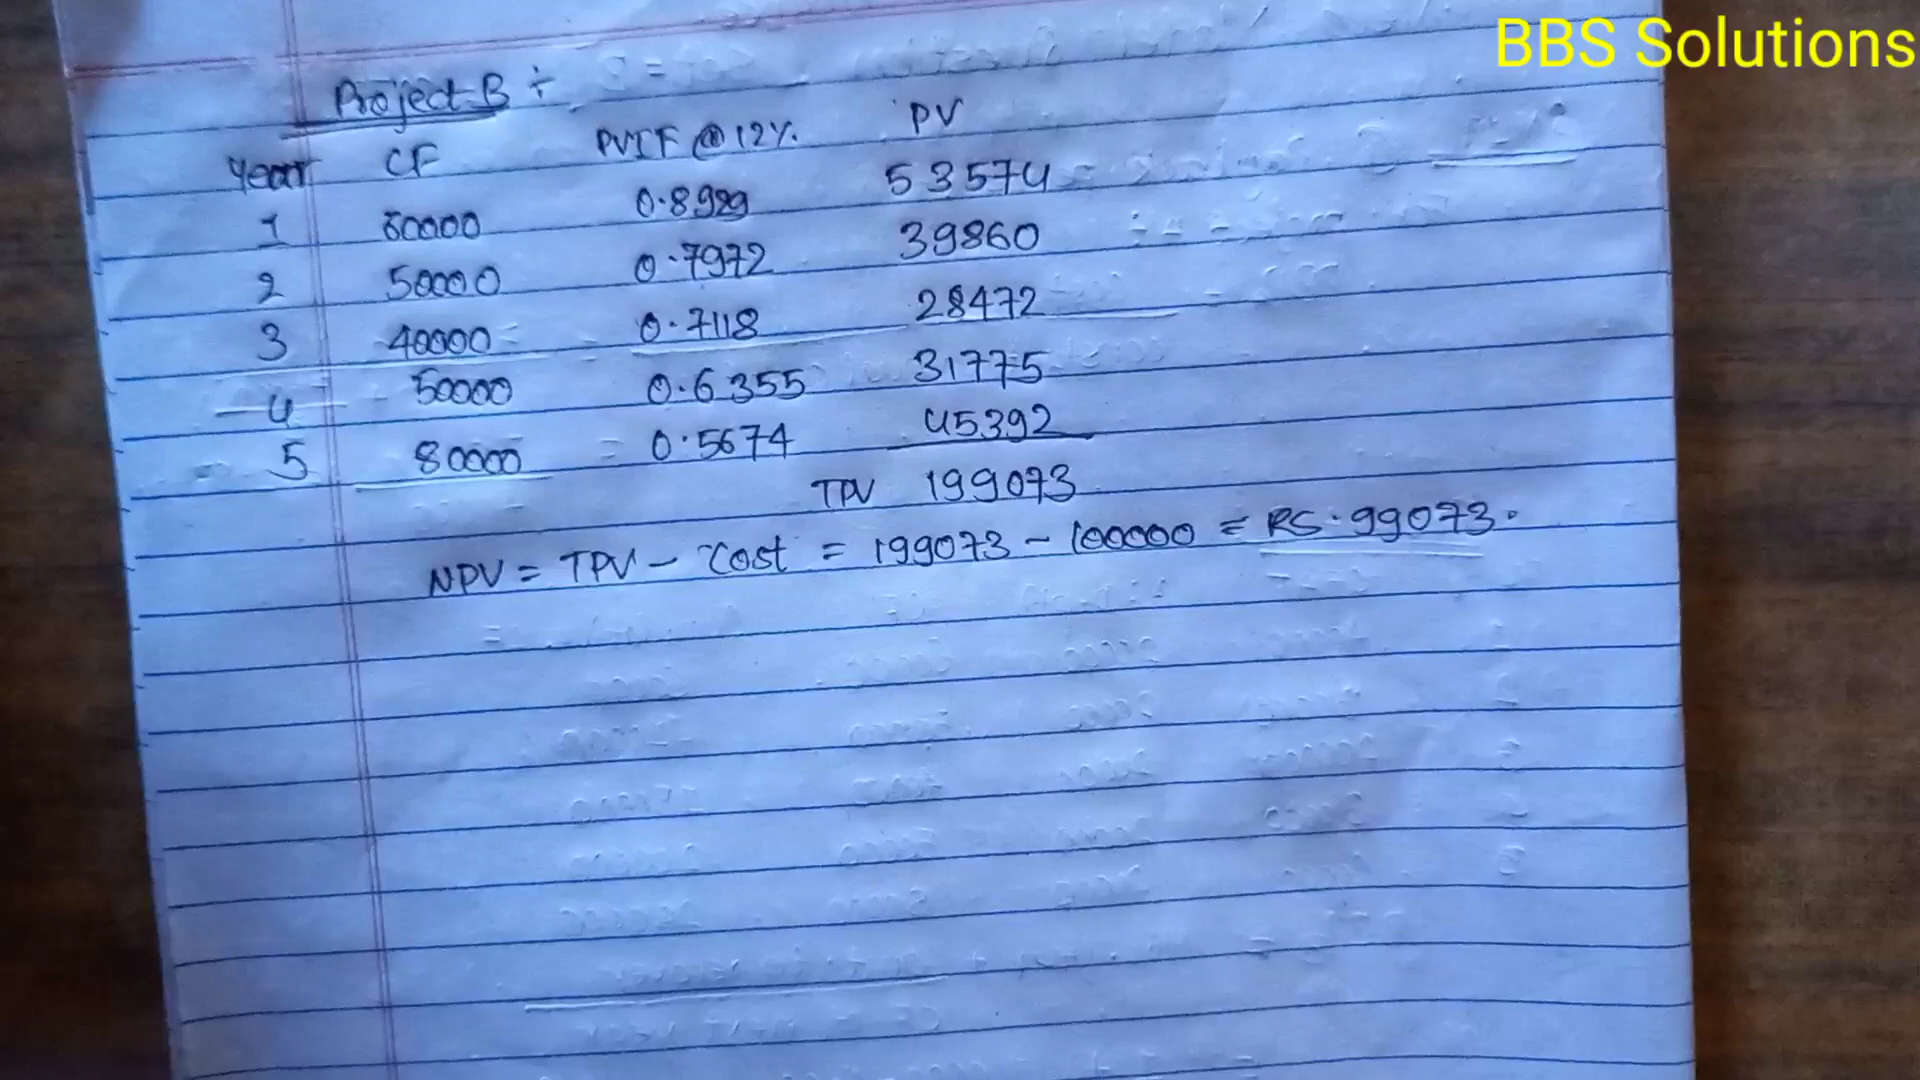 BBS Solutions
Project-B ÷
Year CF PVIF @ 12% PV
1 60000 0.8929 53574
2 50000 0.7972 39860
3 40000 0.7118 28472
4 50000 0.6355 31775
5 80000 0.5674 45392
TPV 199073
NPV = TPV - Cost = 199073 - 100000 = RS. 99073.